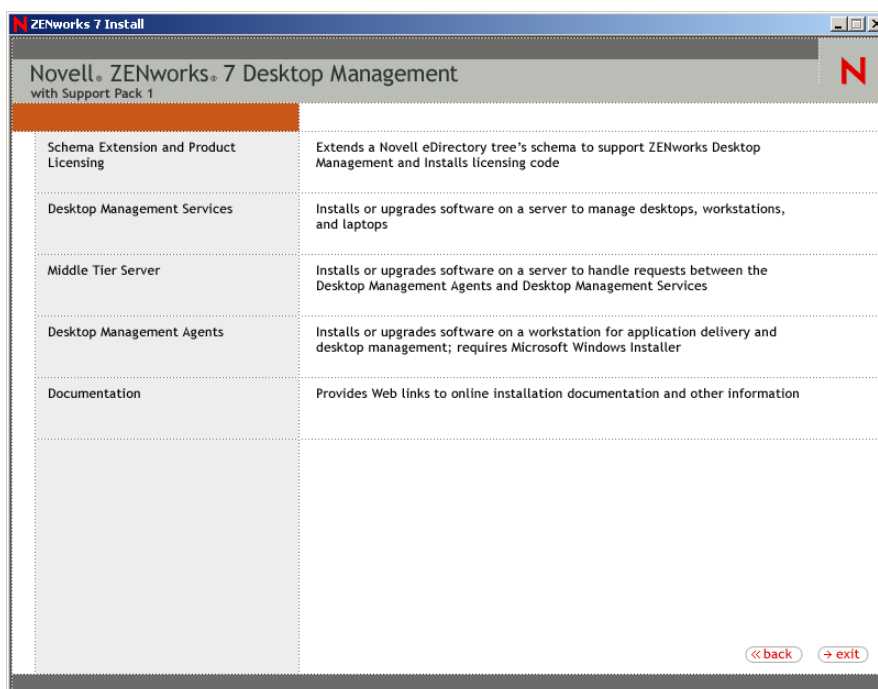 ZENworks 7 Install
Novell® ZENworks® 7 Desktop Management
with Support Pack 1
N
Schema Extension and Product
Licensing
Extends a Novell eDirectory tree's schema to support ZENworks Desktop
Management and Installs licensing code
Desktop Management Services
Installs or upgrades software on a server to manage desktops, workstations,
and laptops
Middle Tier Server
Installs or upgrades software on a server to handle requests between the
Desktop Management Agents and Desktop Management Services
Desktop Management Agents
Installs or upgrades software on a workstation for application delivery and
desktop management; requires Microsoft Windows Installer
Documentation
Provides Web links to online installation documentation and other information
back
exit